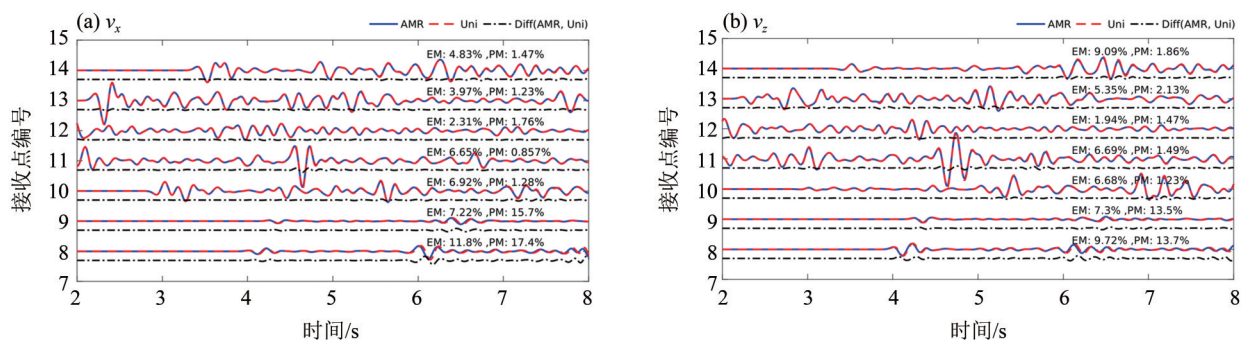 (a) vx
AMR Uni Diff(AMR, Uni)
15
14
13
12
11
10
9
8
7
EM: 4.83% ,PM: 1.47%
EM: 3.97% ,PM: 1.23%
EM: 2.31% ,PM: 1.76%
EM: 6.65% ,PM: 0.857%
EM: 6.92% ,PM: 1.28%
EM: 7.22% ,PM: 15.7%
EM: 11.8% ,PM: 17.4%
接收点编号
2 3 4 5 6 7 8
时间/s
(b) vz
AMR Uni Diff(AMR, Uni)
15
14
13
12
11
10
9
8
7
EM: 9.09% ,PM: 1.86%
EM: 5.35% ,PM: 2.13%
EM: 1.94% ,PM: 1.47%
EM: 6.69% ,PM: 1.49%
EM: 6.68% ,PM: 1.23%
EM: 7.3% ,PM: 13.5%
EM: 9.72% ,PM: 13.7%
接收点编号
2 3 4 5 6 7 8
时间/s